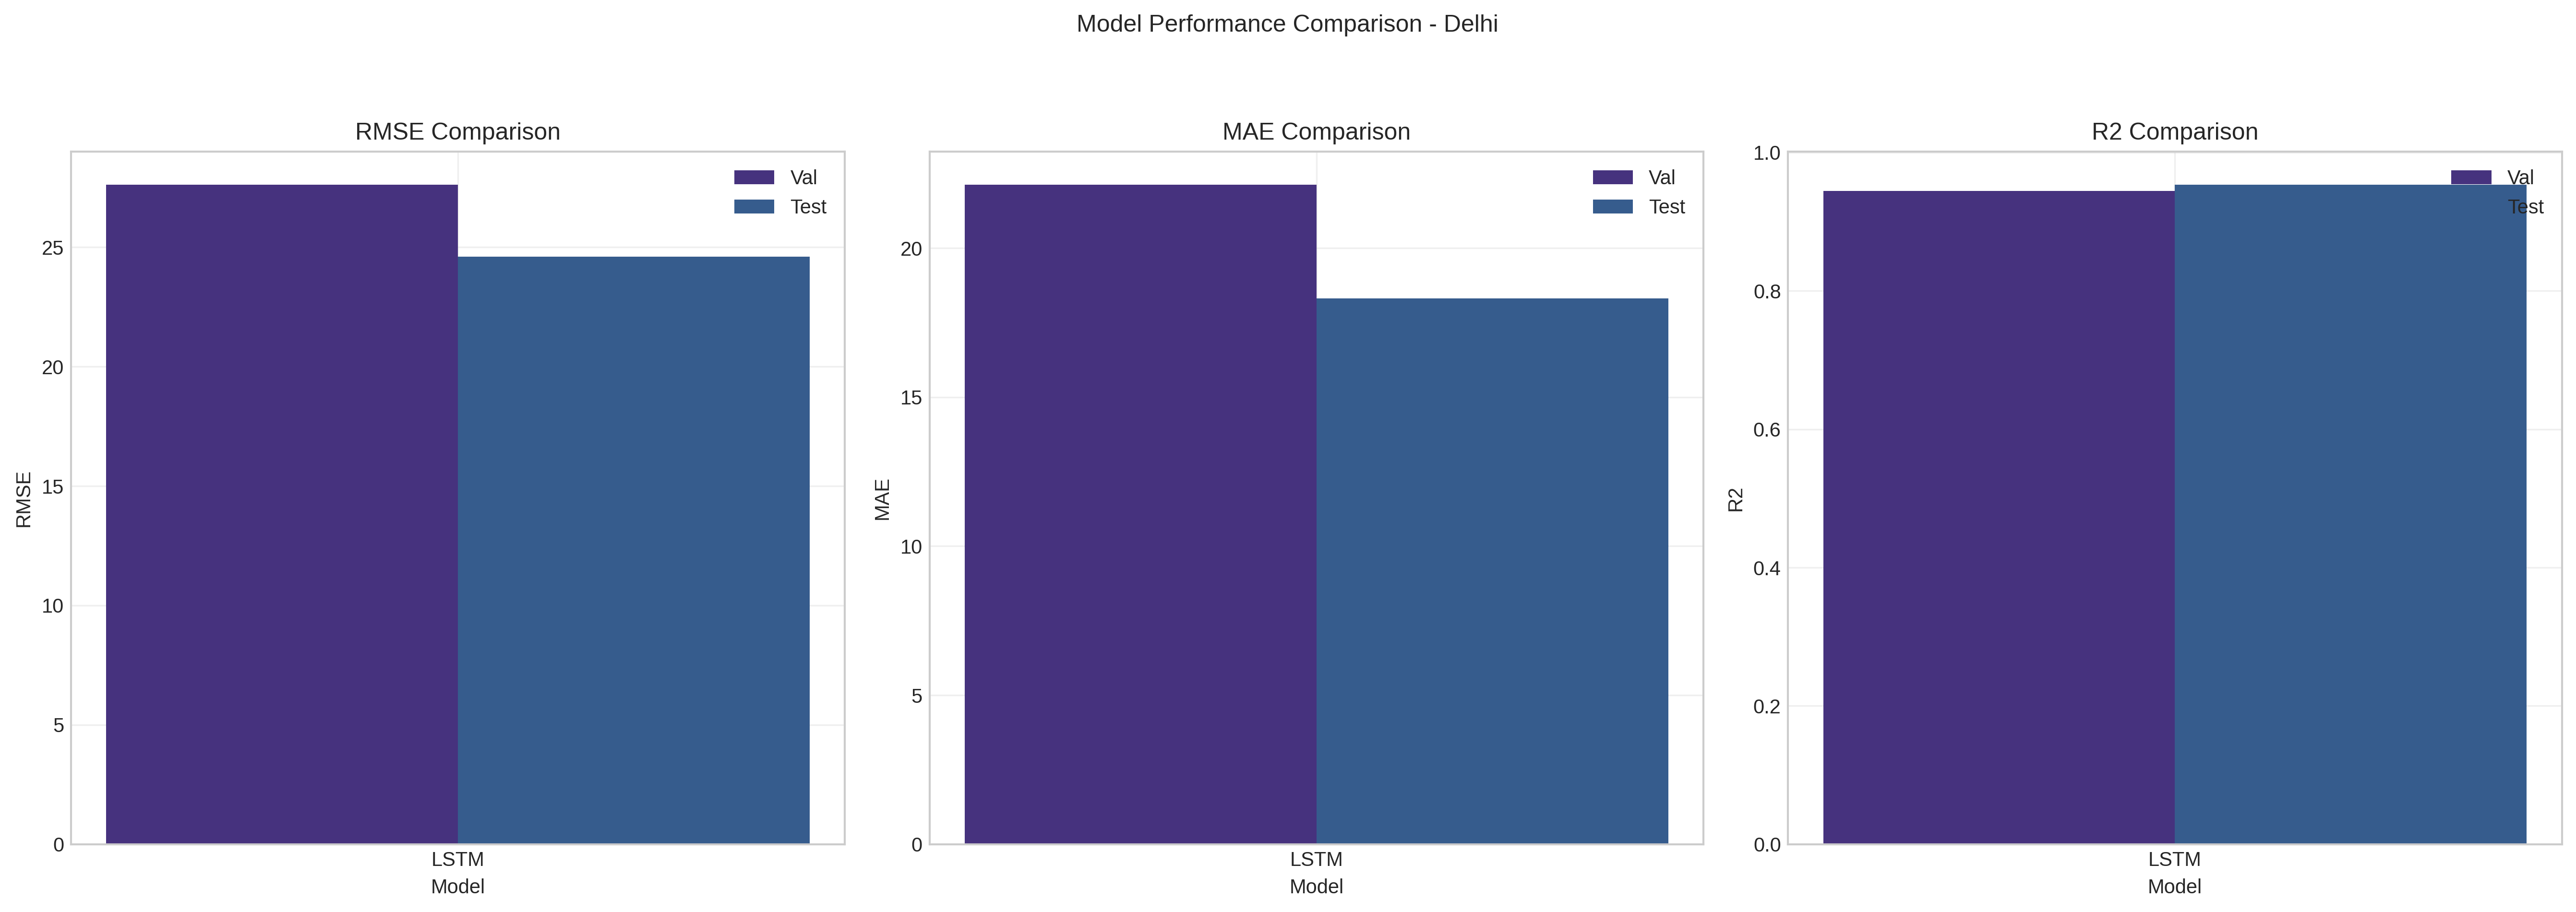 Model Performance Comparison - Delhi
RMSE Comparison
Val
Test
25
20
15
10
5
0
RMSE
LSTM
Model
MAE Comparison
Val
Test
20
15
10
5
0
MAE
LSTM
Model
R2 Comparison
Val
Test
1.0
0.8
0.6
0.4
0.2
0.0
R2
LSTM
Model